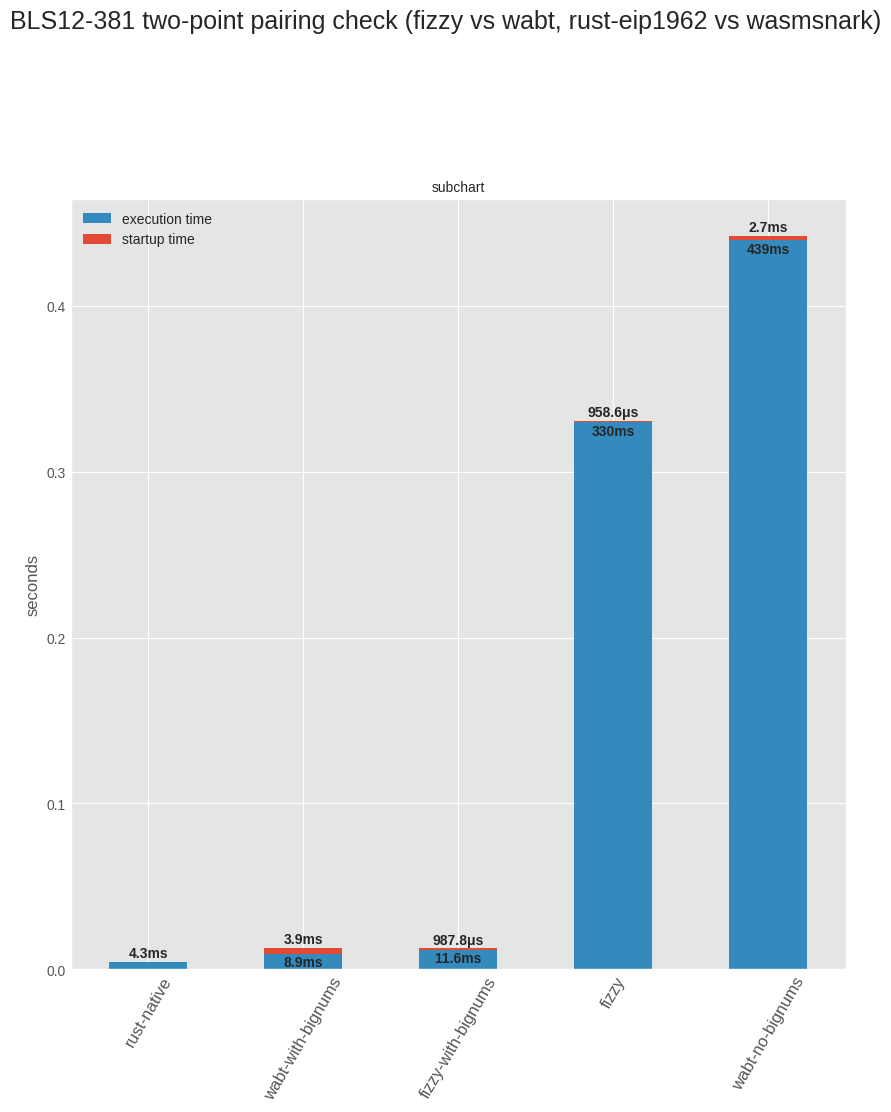 BLS12-381 two-point pairing check (fizzy vs wabt, rust-eip1962 vs wasmsnark)
subchart
execution time
startup time
2.7ms
439ms
0.4
958.6µs
330ms
0.3
seconds
0.2
0.1
4.3ms
3.9ms
8.9ms
987.8µs
11.6ms
0.0
rust-native
wabt-with-bignums
fizzy-with-bignums
fizzy
wabt-no-bignums